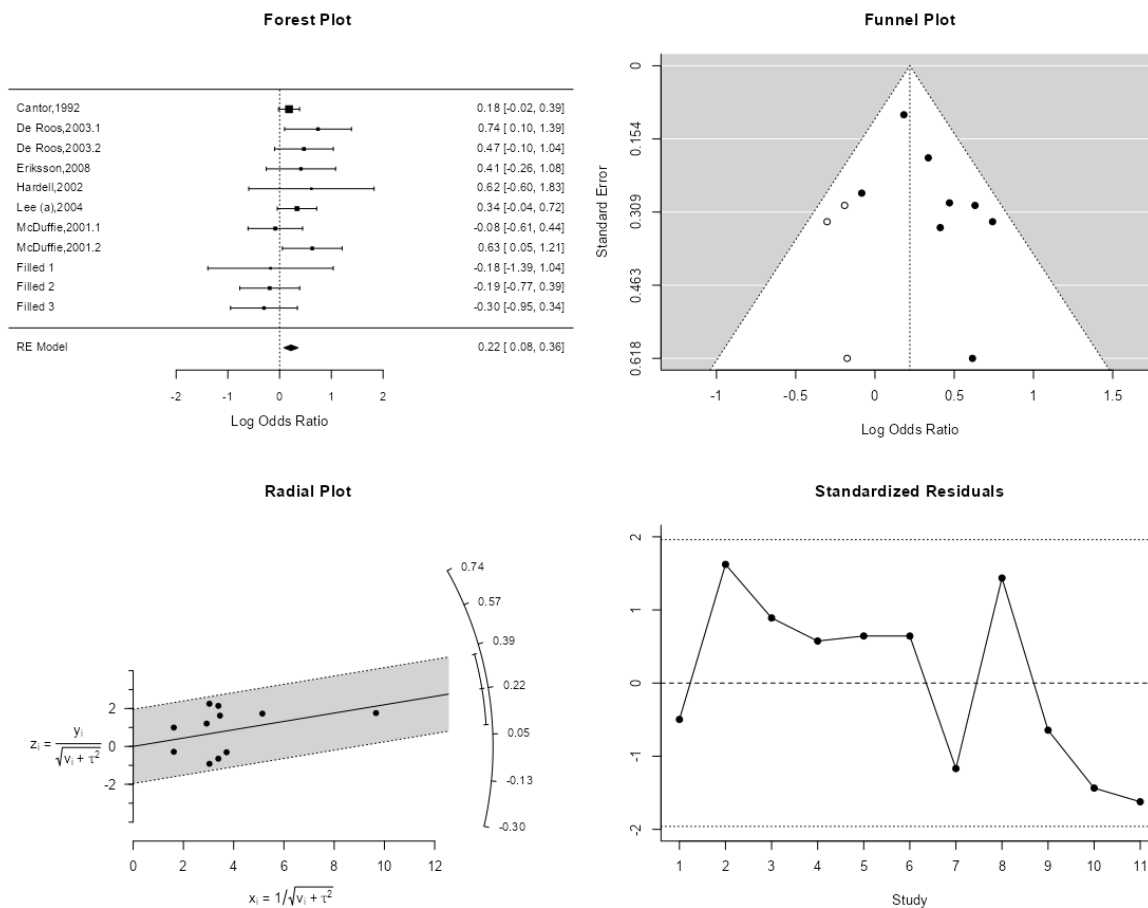 Forest Plot
Cantor,1992 0.18 [-0.02, 0.39]
De Roos,2003.1 0.74 [ 0.10, 1.39]
De Roos,2003.2 0.47 [-0.10, 1.04]
Eriksson,2008 0.41 [-0.26, 1.08]
Hardell,2002 0.62 [-0.60, 1.83]
Lee (a),2004 0.34 [-0.04, 0.72]
McDuffie,2001.1 -0.08 [-0.61, 0.44]
McDuffie,2001.2 0.63 [ 0.05, 1.21]
Filled 1 -0.18 [-1.39, 1.04]
Filled 2 -0.19 [-0.77, 0.39]
Filled 3 -0.30 [-0.95, 0.34]
RE Model 0.22 [ 0.08, 0.36]
-2 -1 0 1 2
Log Odds Ratio
Funnel Plot
Standard Error
0
0.154
0.309
0.463
0.618
-1 -0.5 0 0.5 1 1.5
Log Odds Ratio
Radial Plot
zᵢ = yᵢ / √(vᵢ + τ²)
2
0
-2
0.74
0.57
0.39
0.22
0.05
-0.13
-0.30
0 2 4 6 8 10 12
xᵢ = 1/√(vᵢ + τ²)
Standardized Residuals
2
1
0
-1
-2
1 2 3 4 5 6 7 8 9 10 11
Study